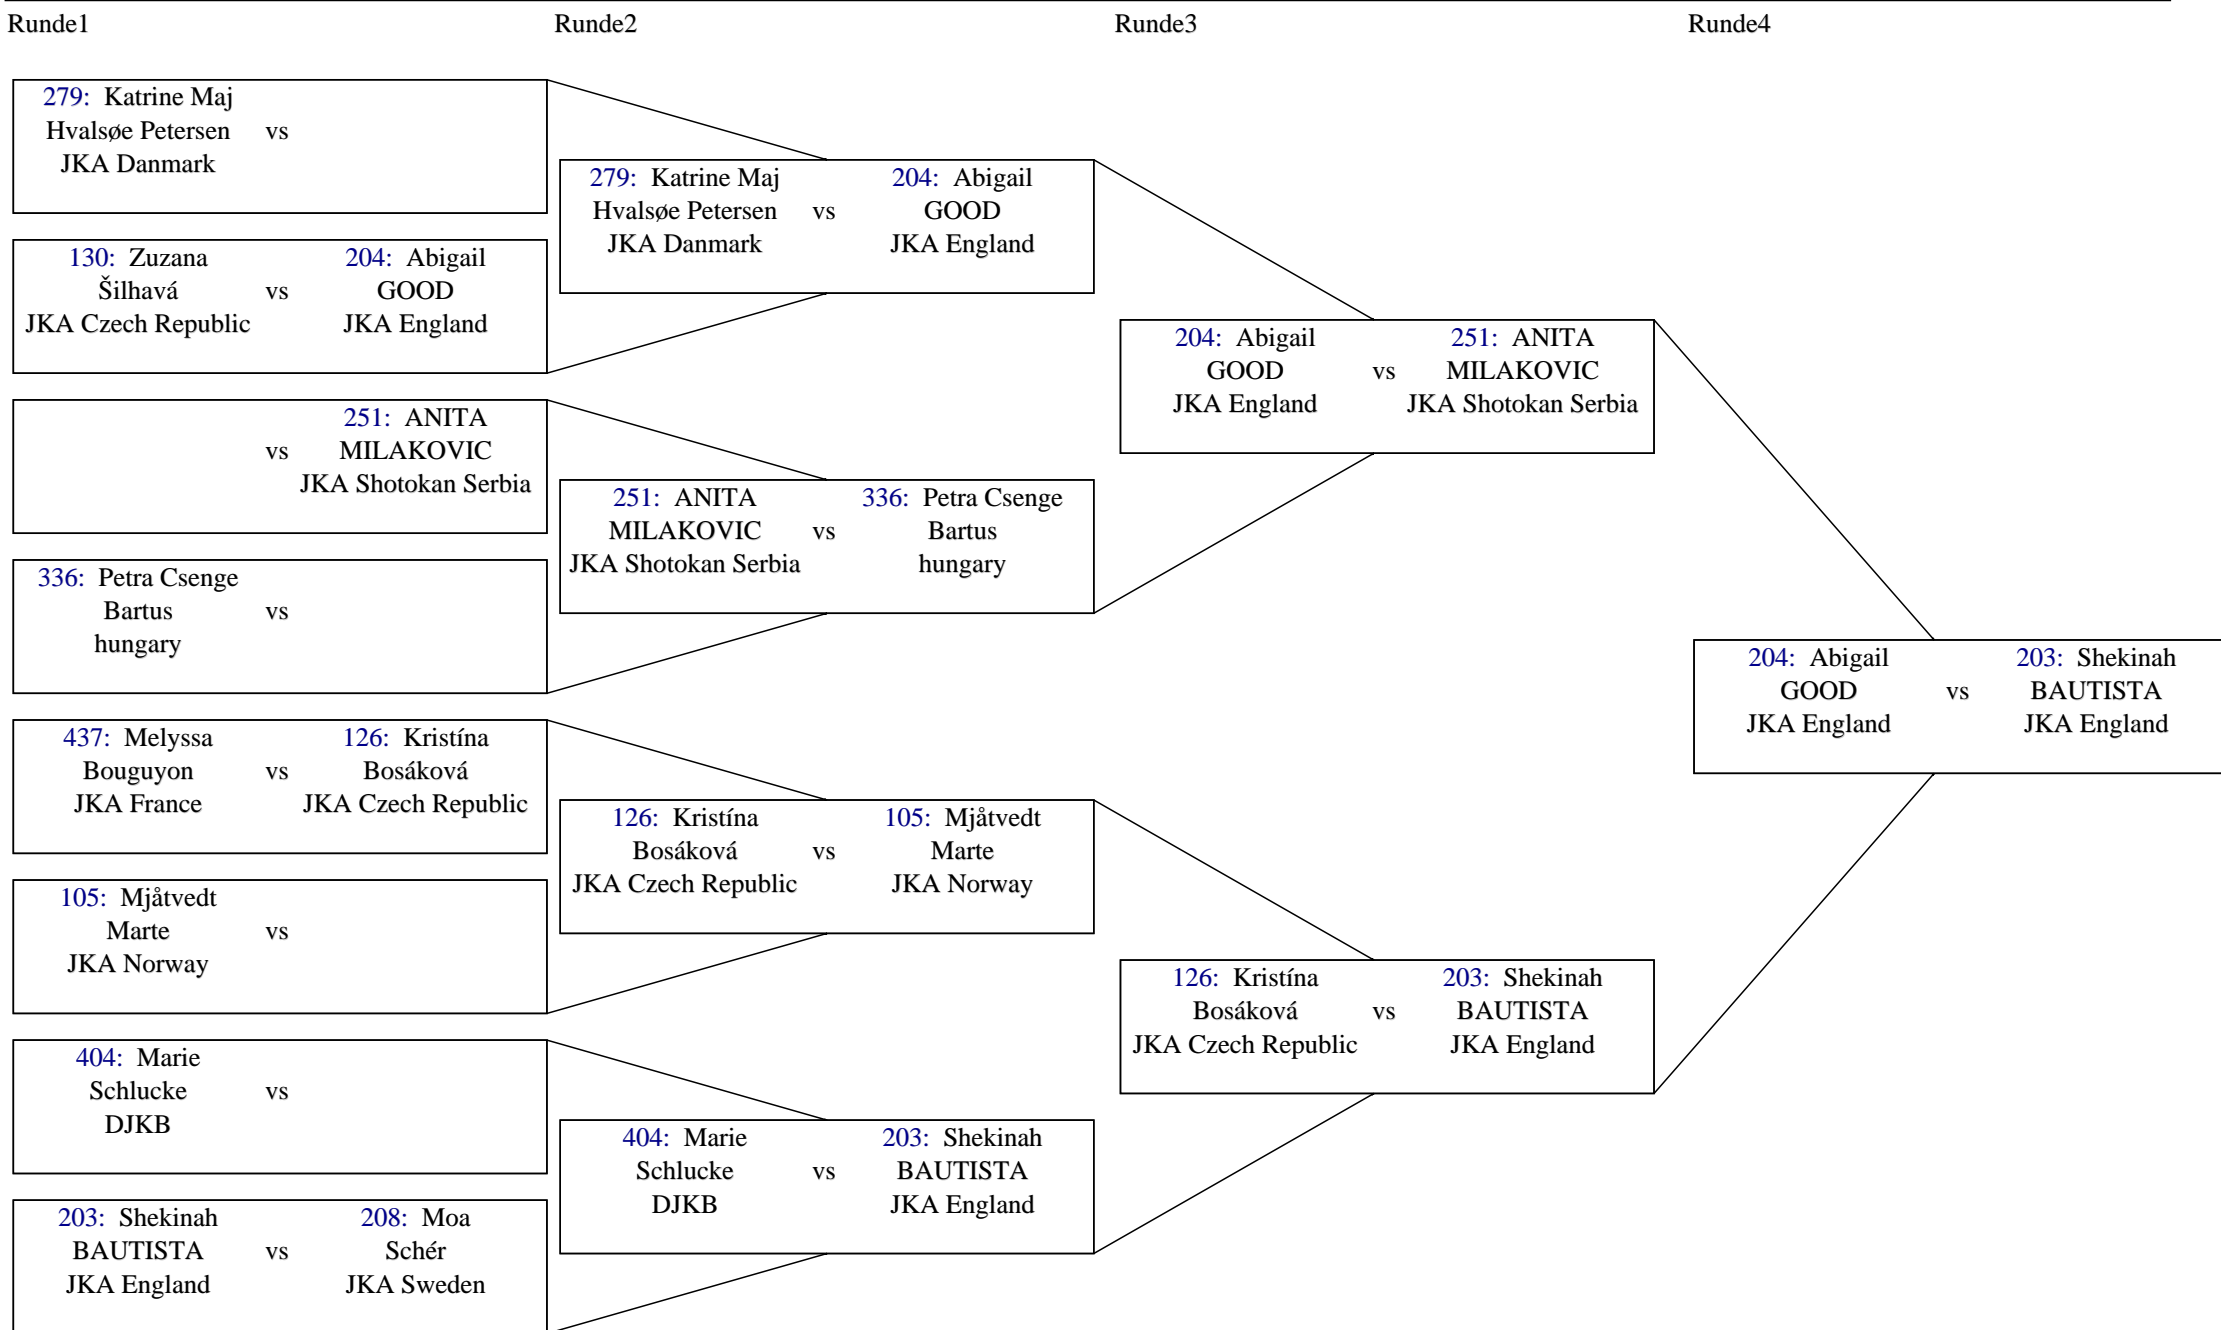 Runde1
Runde2
Runde3
Runde4
279: Katrine Maj
Hvalsøe Petersen vs
JKA Danmark
130: Zuzana 204: Abigail
Šilhavá vs GOOD
JKA Czech Republic JKA England
251: ANITA
vs MILAKOVIC
JKA Shotokan Serbia
336: Petra Csenge
Bartus vs
hungary
437: Melyssa 126: Kristína
Bouguyon vs Bosáková
JKA France JKA Czech Republic
105: Mjåtvedt
Marte vs
JKA Norway
404: Marie
Schlucke vs
DJKB
203: Shekinah 208: Moa
BAUTISTA vs Schér
JKA England JKA Sweden
279: Katrine Maj 204: Abigail
Hvalsøe Petersen vs GOOD
JKA Danmark JKA England
251: ANITA 336: Petra Csenge
MILAKOVIC vs Bartus
JKA Shotokan Serbia hungary
126: Kristína 105: Mjåtvedt
Bosáková vs Marte
JKA Czech Republic JKA Norway
404: Marie 203: Shekinah
Schlucke vs BAUTISTA
DJKB JKA England
204: Abigail 251: ANITA
GOOD vs MILAKOVIC
JKA England JKA Shotokan Serbia
126: Kristína 203: Shekinah
Bosáková vs BAUTISTA
JKA Czech Republic JKA England
204: Abigail 203: Shekinah
GOOD vs BAUTISTA
JKA England JKA England